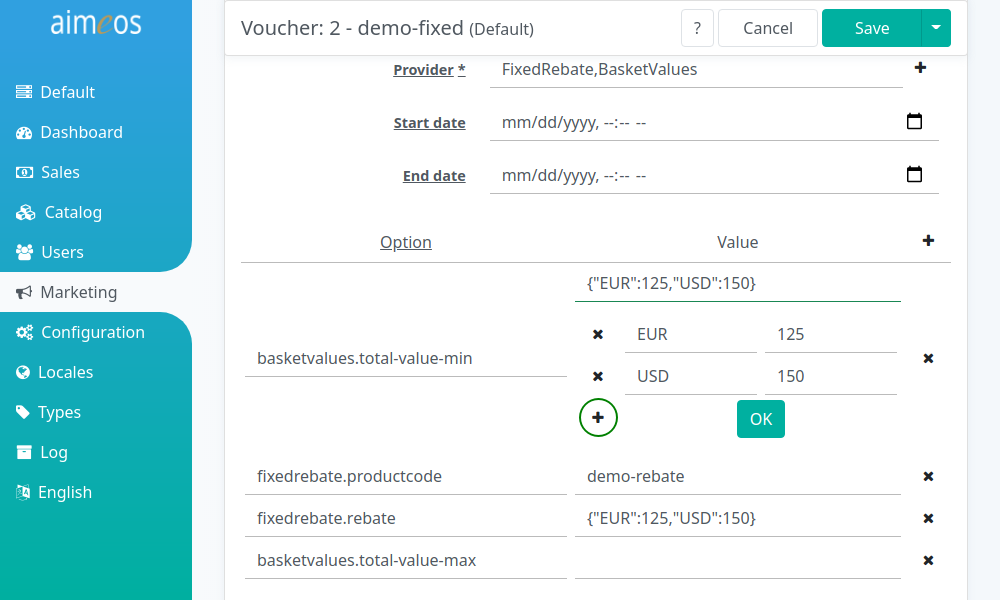 aimeos
Default
Dashboard
Sales
Catalog
Users
Marketing
Configuration
Locales
Types
Log
English
Voucher: 2 - demo-fixed (Default)
?
Cancel
Save
Provider *
FixedRebate,BasketValues
Start date
mm/dd/yyyy, --:-- --
End date
mm/dd/yyyy, --:-- --
Option
Value
basketvalues.total-value-min
{"EUR":125,"USD":150}
EUR
125
USD
150
OK
fixedrebate.productcode
demo-rebate
fixedrebate.rebate
{"EUR":125,"USD":150}
basketvalues.total-value-max